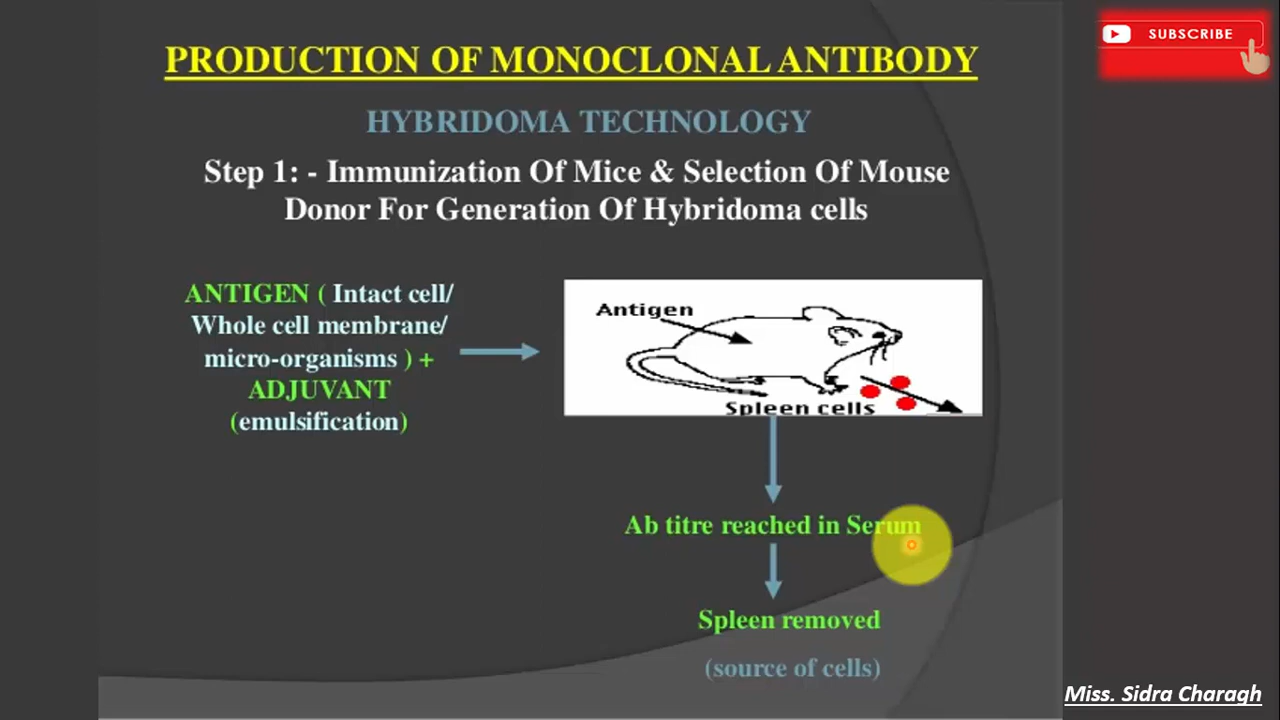 SUBSCRIBE
PRODUCTION OF MONOCLONAL ANTIBODY
HYBRIDOMA TECHNOLOGY
Step 1: - Immunization Of Mice & Selection Of Mouse
Donor For Generation Of Hybridoma cells
ANTIGEN ( Intact cell/
Whole cell membrane/
micro-organisms ) +
ADJUVANT
(emulsification)
Antigen
Spleen cells
Ab titre reached in Serum
Spleen removed
(source of cells)
Miss. Sidra Charagh